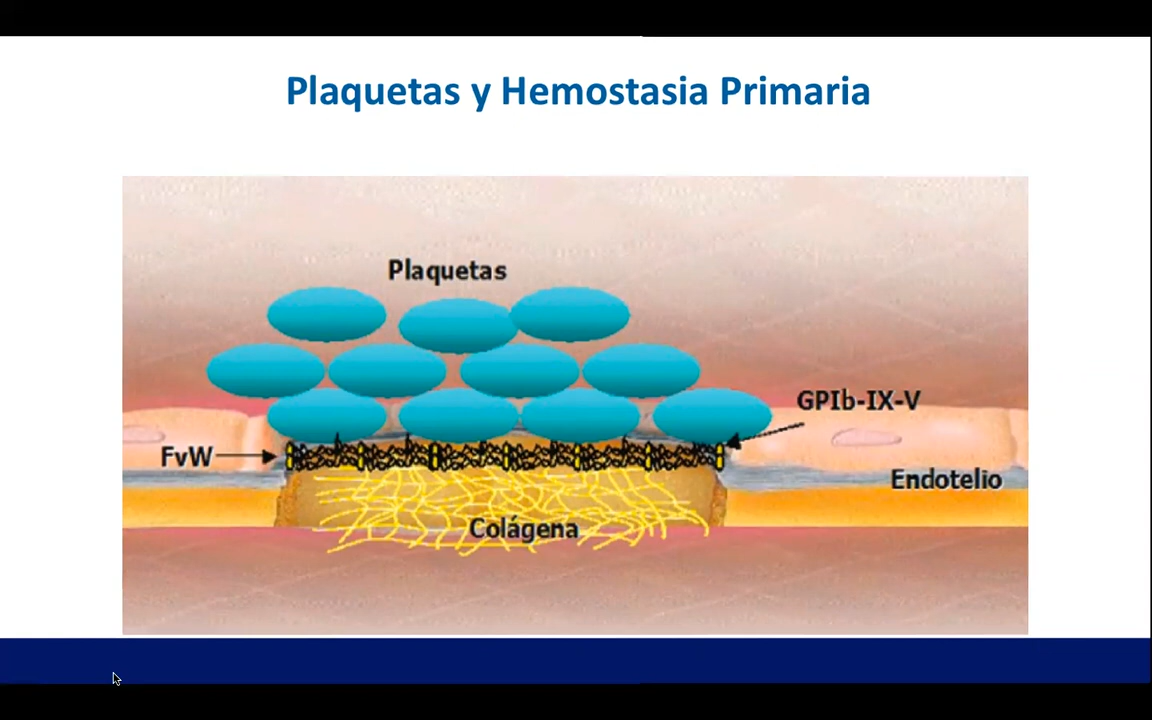 Plaquetas y Hemostasia Primaria
Plaquetas
GPIb-IX-V
FvW
Endotelio
Colágena